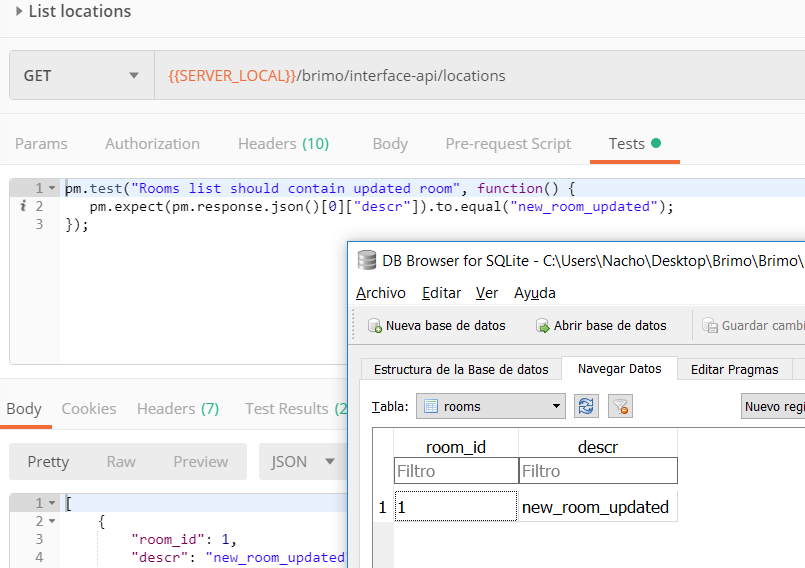 List locations
GET {{SERVER_LOCAL}}/brimo/interface-api/locations
Params Authorization Headers (10) Body Pre-request Script Tests
1 pm.test("Rooms list should contain updated room", function() {
i 2 pm.expect(pm.response.json()[0]["descr"]).to.equal("new_room_updated");
3 });
DB Browser for SQLite - C:\Users\Nacho\Desktop\Brimo\Brimo\
Archivo Editar Ver Ayuda
Nueva base de datos Abrir base de datos Guardar cambi
Estructura de la Base de datos Navegar Datos Editar Pragmas
Tabla: rooms Nuevo regi
room_id descr
Filtro Filtro
1 1 new_room_updated
Body Cookies Headers (7) Test Results (2
Pretty Raw Preview JSON
1 [
2 {
3 "room_id": 1,
4 "descr": "new_room_updated"